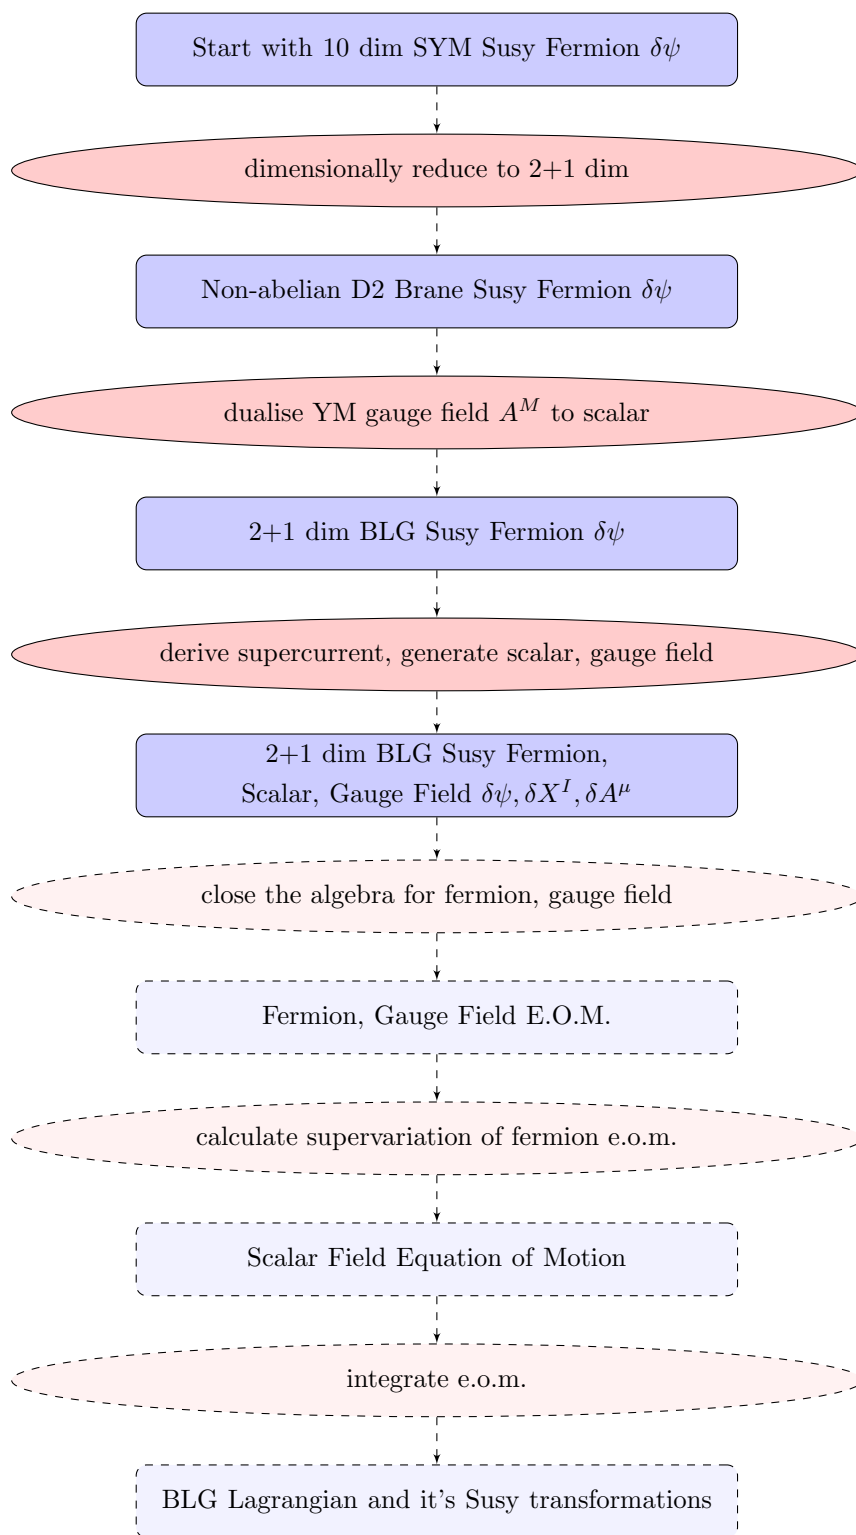 Start with 10 dim SYM Susy Fermion δψ
dimensionally reduce to 2+1 dim
Non-abelian D2 Brane Susy Fermion δψ
dualise YM gauge field A^M to scalar
2+1 dim BLG Susy Fermion δψ
derive supercurrent, generate scalar, gauge field
2+1 dim BLG Susy Fermion,
Scalar, Gauge Field δψ, δX^I, δA^μ
close the algebra for fermion, gauge field
Fermion, Gauge Field E.O.M.
calculate supervariation of fermion e.o.m.
Scalar Field Equation of Motion
integrate e.o.m.
BLG Lagrangian and it's Susy transformations